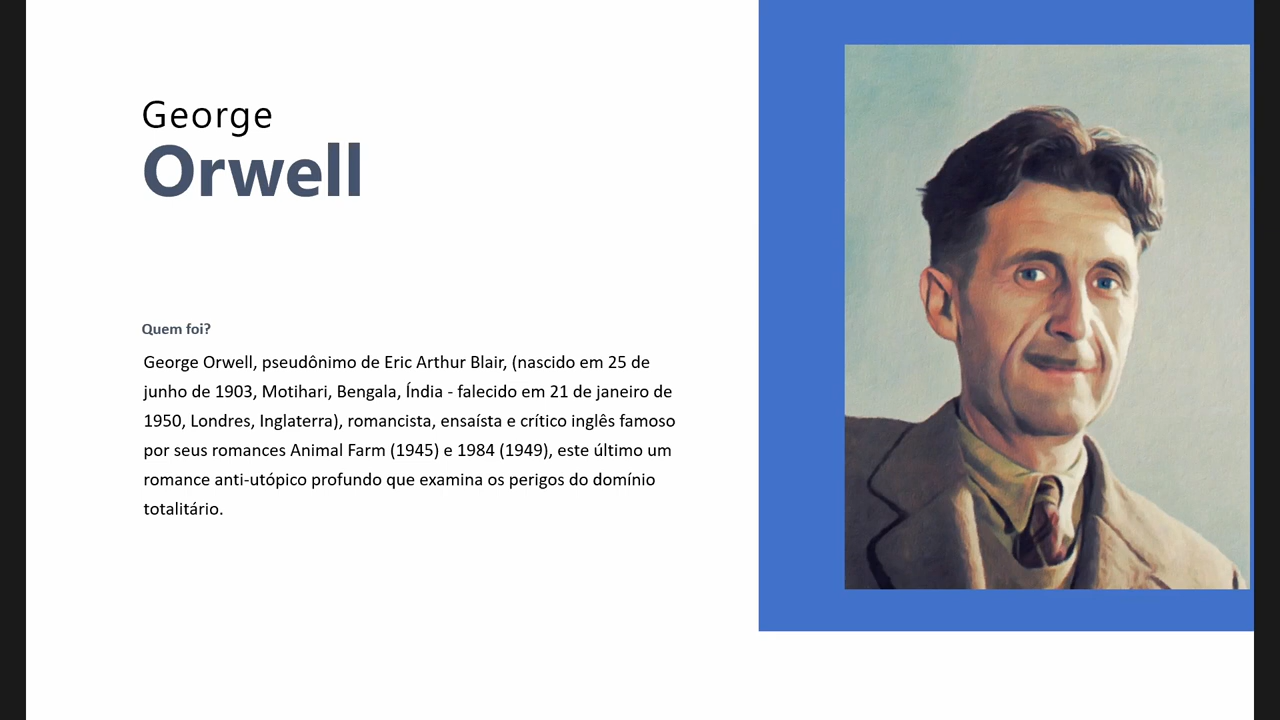 George
Orwell
Quem foi?
George Orwell, pseudônimo de Eric Arthur Blair, (nascido em 25 de
junho de 1903, Motihari, Bengala, Índia - falecido em 21 de janeiro de
1950, Londres, Inglaterra), romancista, ensaísta e crítico inglês famoso
por seus romances Animal Farm (1945) e 1984 (1949), este último um
romance anti-utópico profundo que examina os perigos do domínio
totalitário.